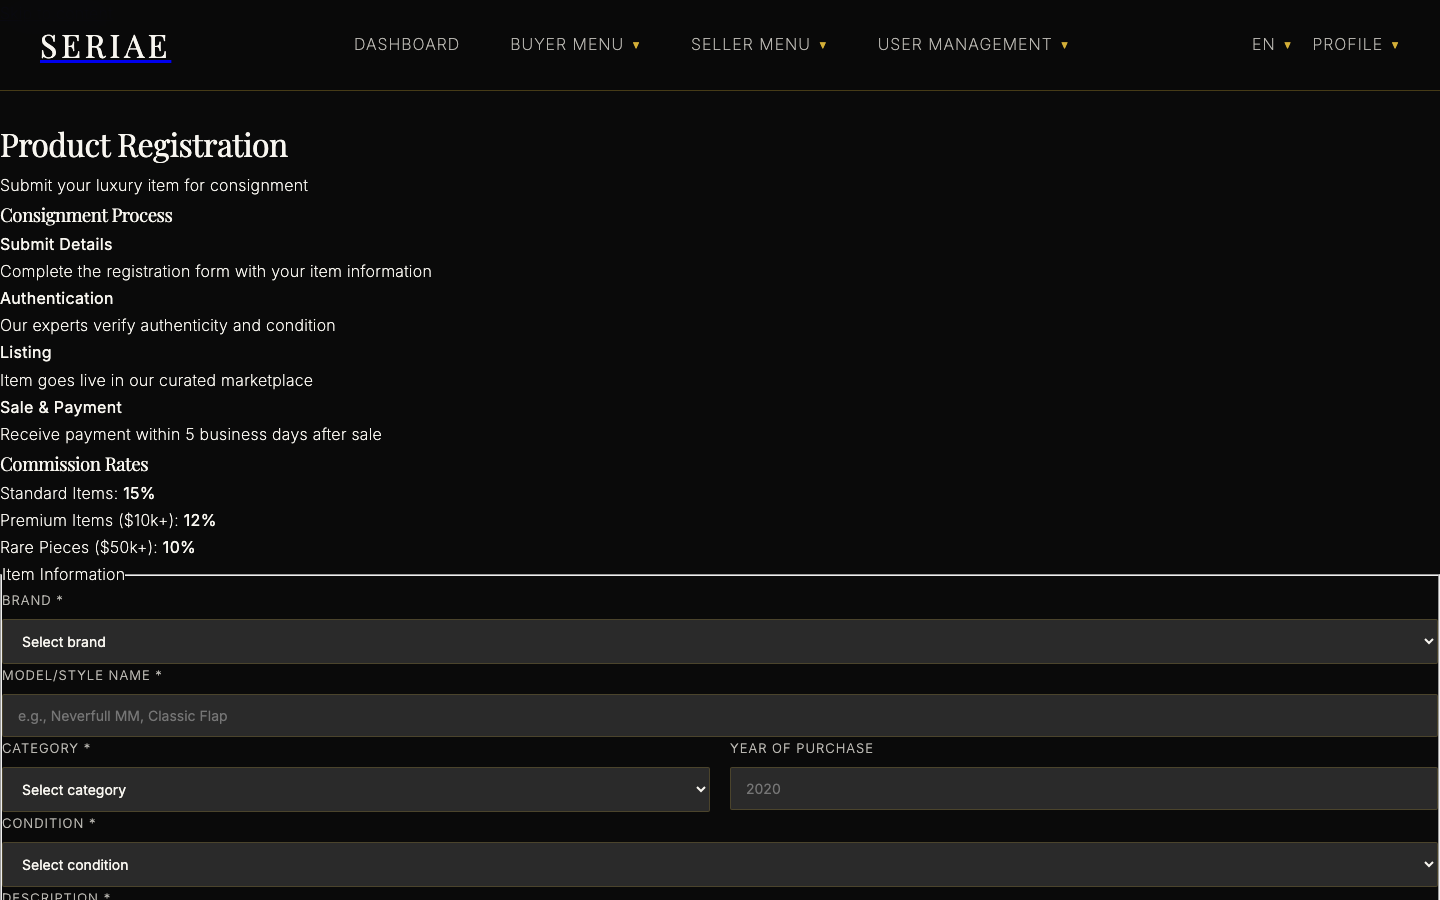 SERIAE
DASHBOARD
BUYER MENU ▼
SELLER MENU ▼
USER MANAGEMENT ▼
EN ▼
PROFILE ▼
Product Registration
Submit your luxury item for consignment
Consignment Process
Submit Details
Complete the registration form with your item information
Authentication
Our experts verify authenticity and condition
Listing
Item goes live in our curated marketplace
Sale & Payment
Receive payment within 5 business days after sale
Commission Rates
Standard Items: 15%
Premium Items ($10k+): 12%
Rare Pieces ($50k+): 10%
Item Information
BRAND *
Select brand
MODEL/STYLE NAME *
e.g., Neverfull MM, Classic Flap
CATEGORY *
YEAR OF PURCHASE
Select category
2020
CONDITION *
Select condition
DESCRIPTION *